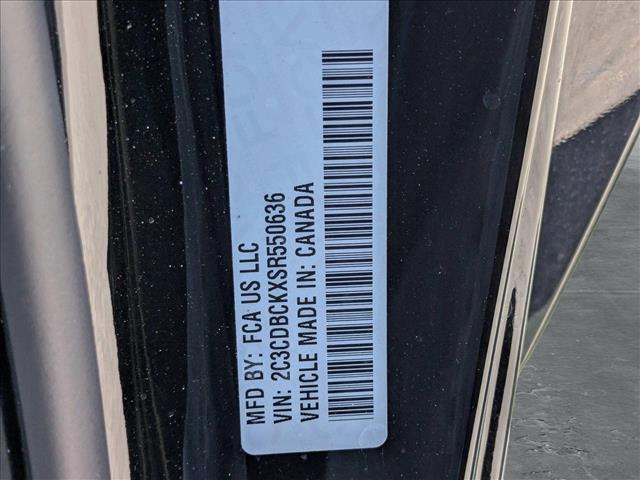 MFD BY: FCA US LLC
VIN: 2C3CDBCKXSR550636
VEHICLE MADE IN: CANADA